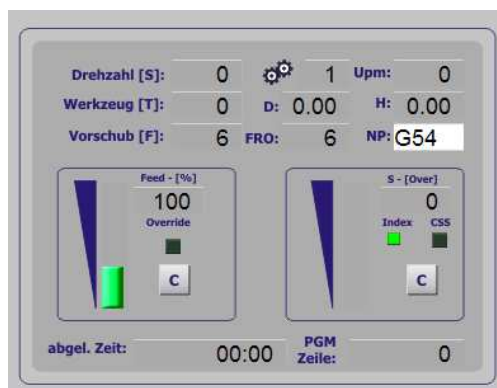 Drehzahl [S]: 0 1 Upm: 0
Werkzeug [T]: 0 D: 0.00 H: 0.00
Vorschub [F]: 6 FRO: 6 NP: G54
Feed - [%]
100
Override
C
S - [Over]
0
Index CSS
C
abgel. Zeit: 00:00 PGM Zeile: 0